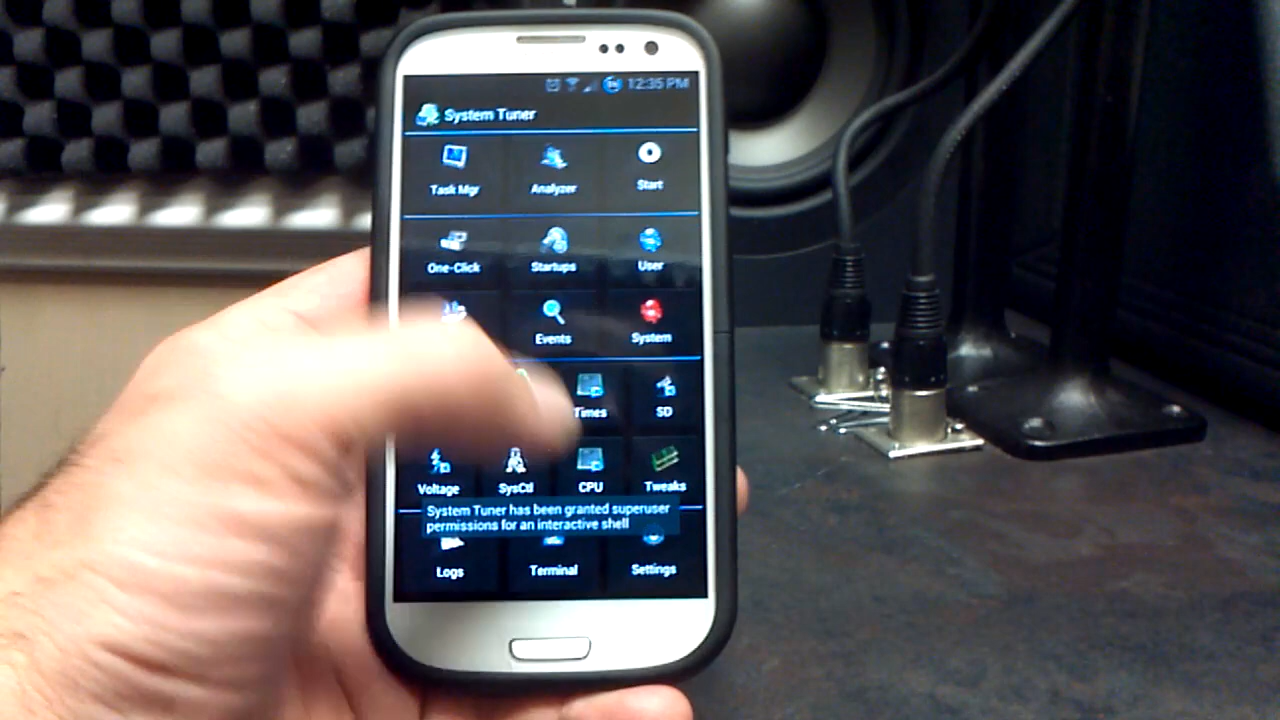 12:35 PM
System Tuner
Task Mgr Analyzer Start
One-Click Startups User
Events System
Times SD
Voltage SysCtl CPU Tweaks
System Tuner has been granted superuser
permissions for an interactive shell
Logs Terminal Settings